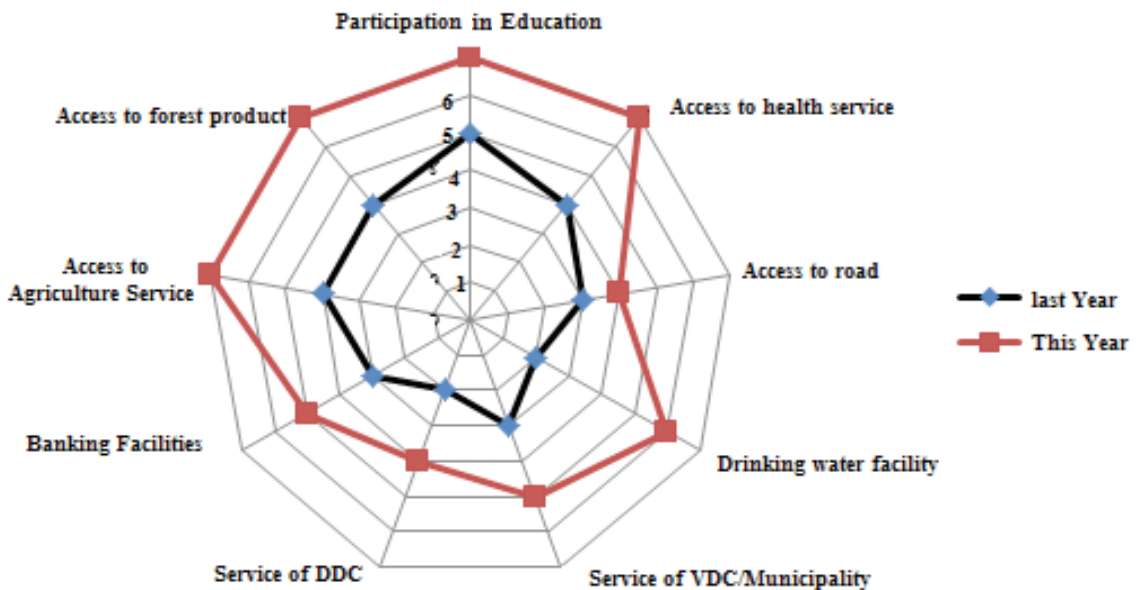 Participation in Education
Access to health service
Access to road
Drinking water facility
Service of VDC/Municipality
Service of DDC
Banking Facilities
Access to
Agriculture Service
Access to forest product
6
5
4
3
2
1
last Year
This Year